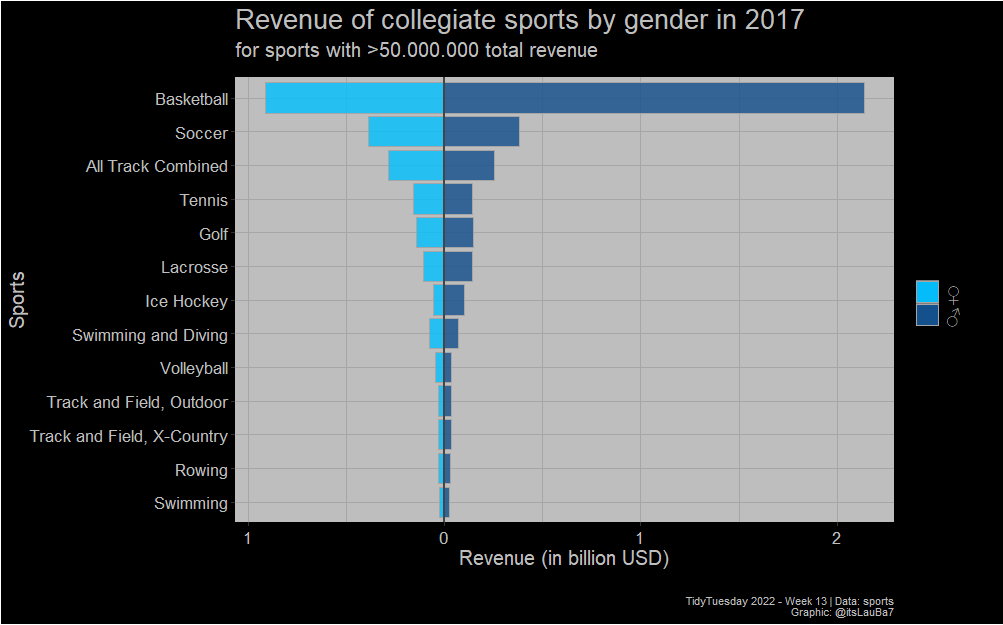 Revenue of collegiate sports by gender in 2017
for sports with >50.000.000 total revenue
Sports
Basketball
Soccer
All Track Combined
Tennis
Golf
Lacrosse
Ice Hockey
Swimming and Diving
Volleyball
Track and Field, Outdoor
Track and Field, X-Country
Rowing
Swimming
1 0 1 2
Revenue (in billion USD)
♀
♂
TidyTuesday 2022 - Week 13 | Data: sports
Graphic: @itsLauBa7